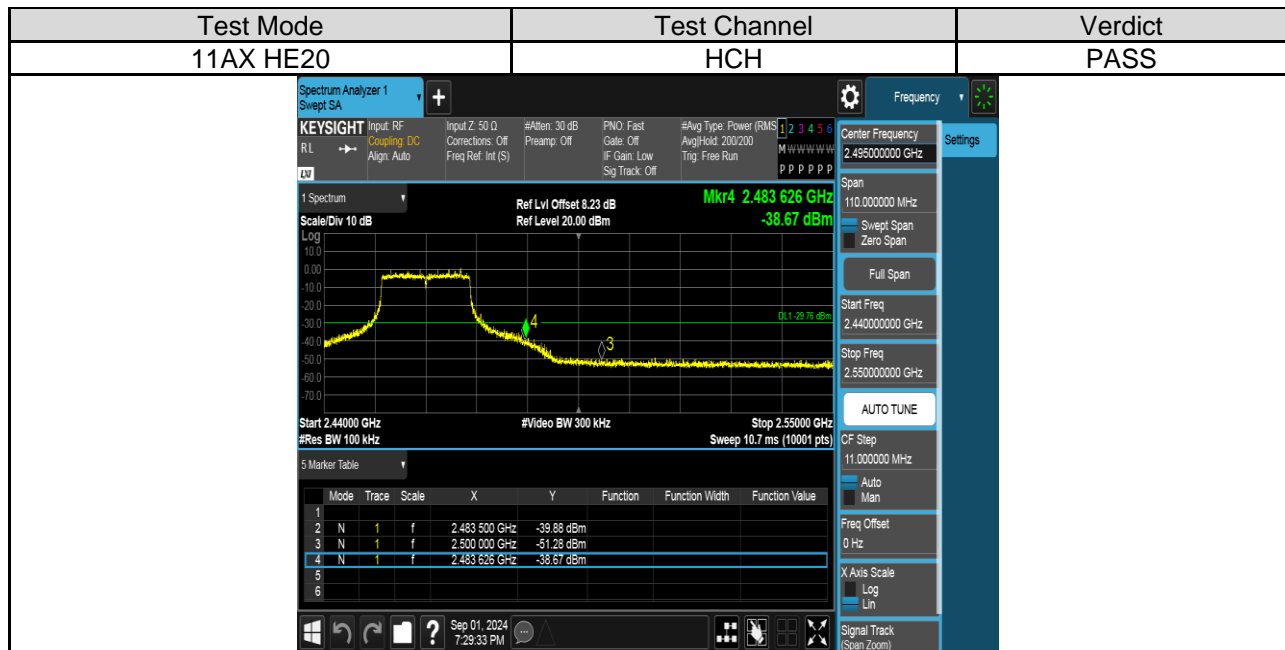 Test Mode Test Channel Verdict
11AX HE20 HCH PASS
Spectrum Analyzer 1
Swept SA
+
Frequency
KEYSIGHT
RL
LXI
Input: RF
Coupling: DC
Align: Auto
Input Z: 50 Ω
Corrections: Off
Freq Ref: Int (S)
#Atten: 30 dB
Preamp: Off
PNO: Fast
Gate: Off
IF Gain: Low
Sig Track: Off
#Avg Type: Power (RMS
Avg|Hold: 200/200
Trig: Free Run
1 2 3 4 5 6
M W W W W W
P P P P P P
1 Spectrum
Scale/Div 10 dB
Ref Lvl Offset 8.23 dB
Ref Level 20.00 dBm
Mkr4 2.483 626 GHz
-38.67 dBm
Log
10.0
0.00
-10.0
-20.0
-30.0
-40.0
-50.0
-60.0
-70.0
DL1 -29.76 dBm
4
3
Start 2.44000 GHz #Video BW 300 kHz Stop 2.55000 GHz
#Res BW 100 kHz Sweep 10.7 ms (10001 pts)
5 Marker Table
Mode Trace Scale X Y Function Function Width Function Value
1
2 N 1 f 2.483 500 GHz -39.88 dBm
3 N 1 f 2.500 000 GHz -51.28 dBm
4 N 1 f 2.483 626 GHz -38.67 dBm
5
6
?
Sep 01, 2024
7:29:33 PM
Center Frequency
2.495000000 GHz
Settings
Span
110.000000 MHz
Swept Span
Zero Span
Full Span
Start Freq
2.440000000 GHz
Stop Freq
2.550000000 GHz
AUTO TUNE
CF Step
11.000000 MHz
Auto
Man
Freq Offset
0 Hz
X Axis Scale
Log
Lin
Signal Track
(Span Zoom)